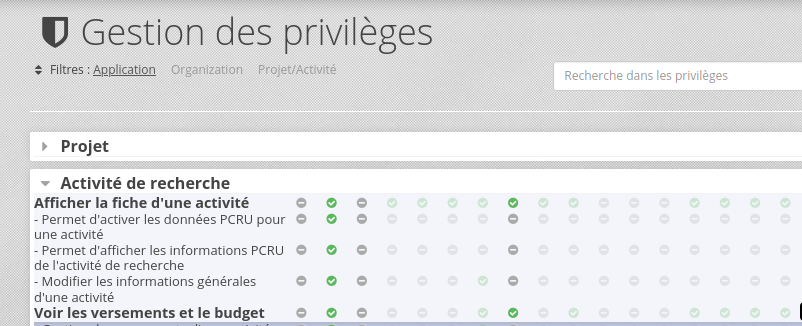 Gestion des privilèges
Filtres : Application Organization Projet/Activité
Recherche dans les privilèges
Projet
Activité de recherche
Afficher la fiche d'une activité
- Permet d'activer les données PCRU pour
une activité
- Permet d'afficher les informations PCRU
de l'activité de recherche
- Modifier les informations générales
d'une activité
Voir les versements et le budget